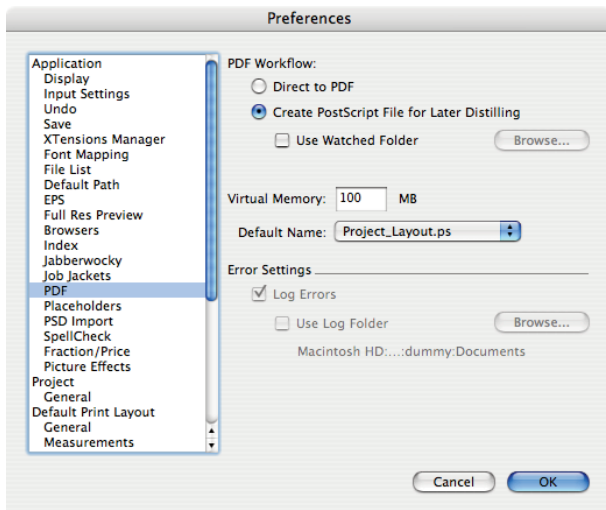 Preferences
Application
Display
Input Settings
Undo
Save
XTensions Manager
Font Mapping
File List
Default Path
EPS
Full Res Preview
Browsers
Index
Jabberwocky
Job Jackets
PDF
Placeholders
PSD Import
SpellCheck
Fraction/Price
Picture Effects
Project
General
Default Print Layout
General
Measurements
PDF Workflow:
Direct to PDF
Create PostScript File for Later Distilling
Use Watched Folder
Browse...
Virtual Memory: 100 MB
Default Name: Project_Layout.ps
Error Settings
Log Errors
Use Log Folder
Browse...
Macintosh HD:...:dummy:Documents
Cancel
OK